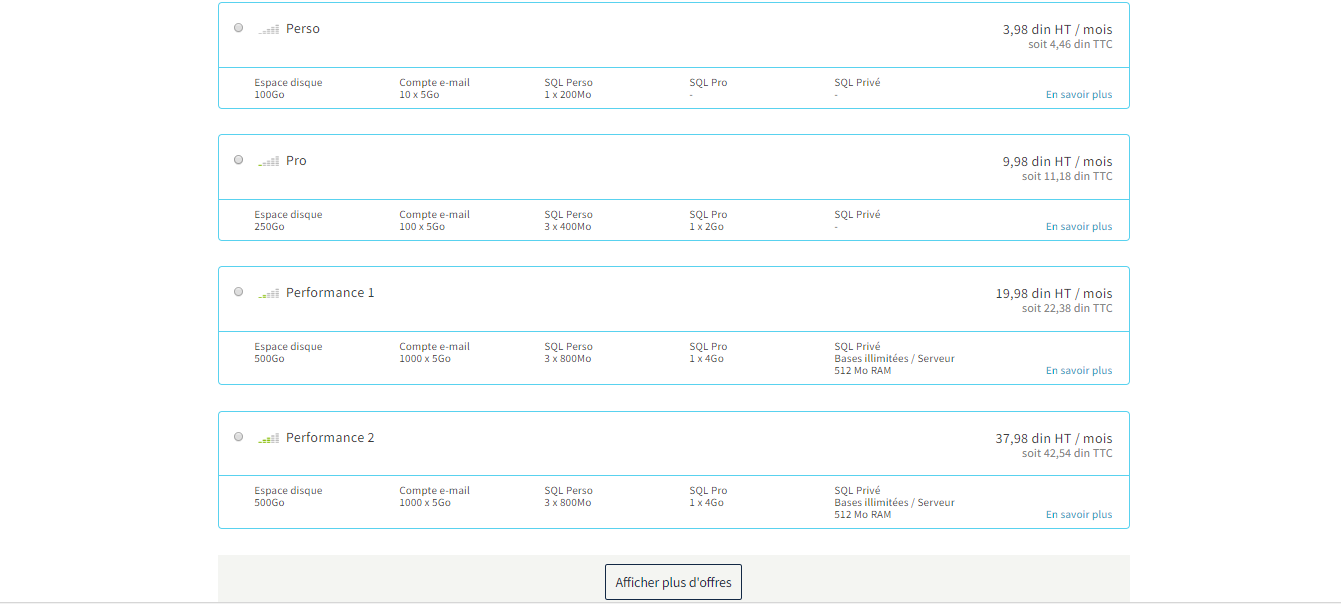 Perso
3,98 din HT / mois
soit 4,46 din TTC
Espace disque
100Go
Compte e-mail
10 x 5Go
SQL Perso
1 x 200Mo
SQL Pro
-
SQL Privé
-
En savoir plus
Pro
9,98 din HT / mois
soit 11,18 din TTC
Espace disque
250Go
Compte e-mail
100 x 5Go
SQL Perso
3 x 400Mo
SQL Pro
1 x 2Go
SQL Privé
-
En savoir plus
Performance 1
19,98 din HT / mois
soit 22,38 din TTC
Espace disque
500Go
Compte e-mail
1000 x 5Go
SQL Perso
3 x 800Mo
SQL Pro
1 x 4Go
SQL Privé
Bases illimitées / Serveur
512 Mo RAM
En savoir plus
Performance 2
37,98 din HT / mois
soit 42,54 din TTC
Espace disque
500Go
Compte e-mail
1000 x 5Go
SQL Perso
3 x 800Mo
SQL Pro
1 x 4Go
SQL Privé
Bases illimitées / Serveur
512 Mo RAM
En savoir plus
Afficher plus d'offres